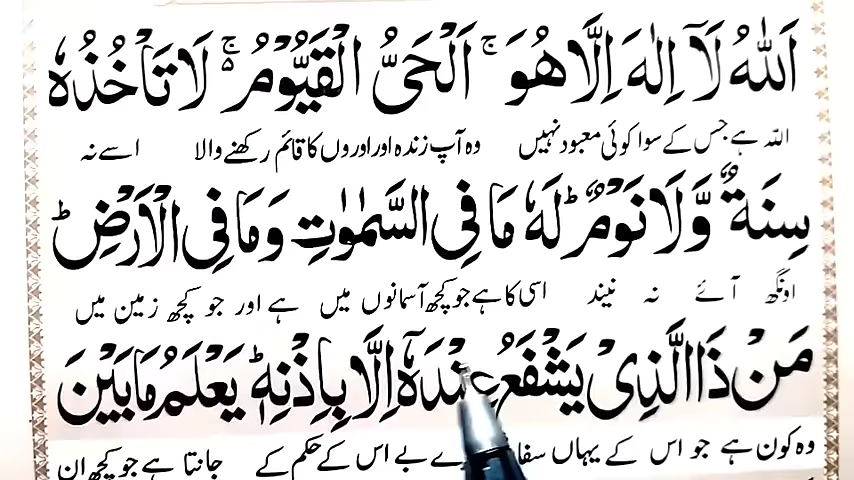 اَللّٰهُ لَآ اِلٰهَ اِلَّا هُوَ ۚ اَلْحَیُّ الْقَیُّوْمُ ۚ۬ لَا تَاْخُذُهٗ
اللہ ہے جس کے سوا کوئی معبود نہیں وہ آپ زندہ اور اوروں کا قائم رکھنے والا اسے نہ
سِنَةٌ وَّلَا نَوْمٌ ؕ لَهٗ مَا فِی السَّمٰوٰتِ وَمَا فِی الْاَرْضِ ؕ
اونگھ آئے نہ نیند اسی کا ہے جو کچھ آسمانوں میں ہے اور جو کچھ زمین میں
مَنْ ذَا الَّذِیْ یَشْفَعُ عِنْدَهٗۤ اِلَّا بِاِذْنِهٖ ؕ یَعْلَمُ مَا بَیْنَ
وہ کون ہے جو اس کے یہاں بے اس کے حکم کے جانتا ہے جو کچھ ان